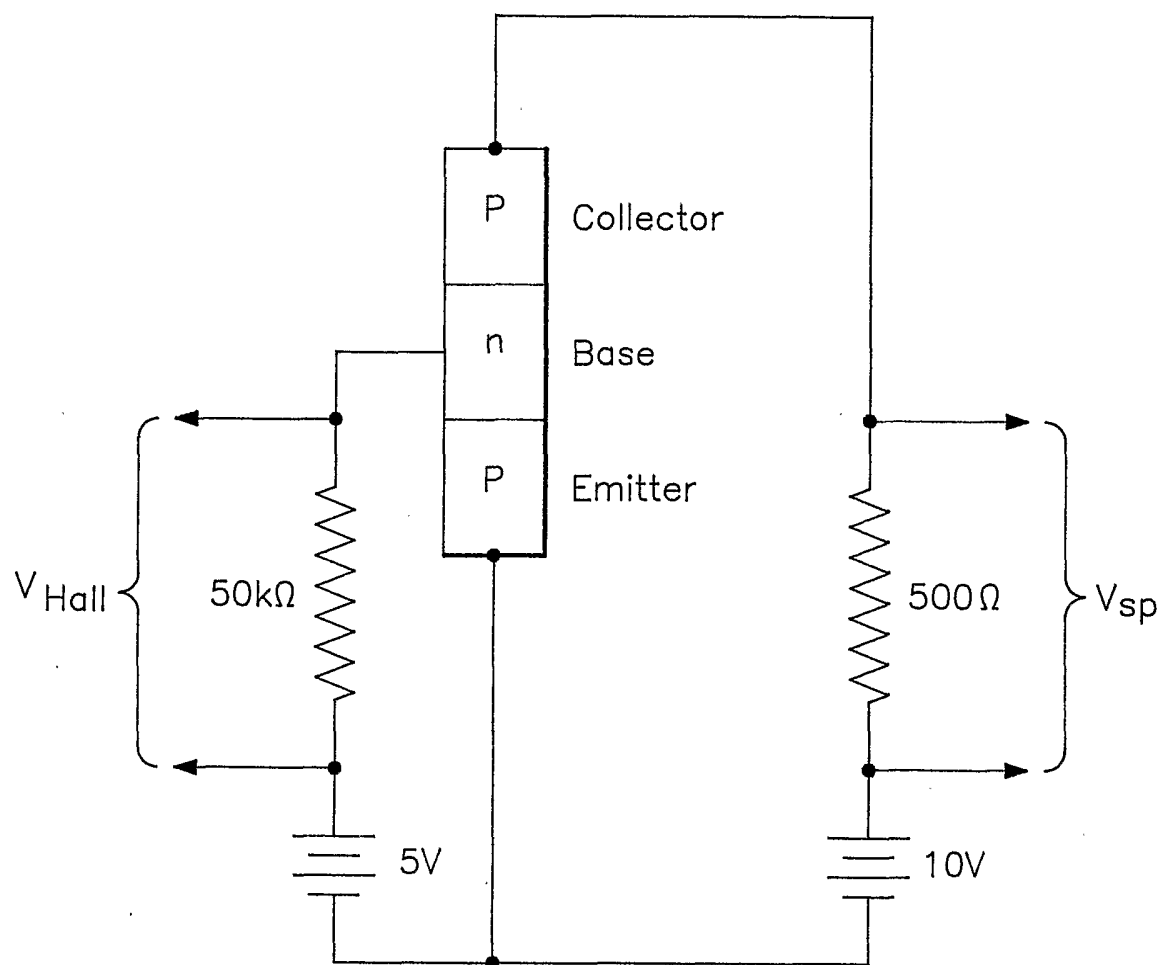 P
Collector
n
Base
P
Emitter
V Hall
50kΩ
500Ω
Vsp
5V
10V